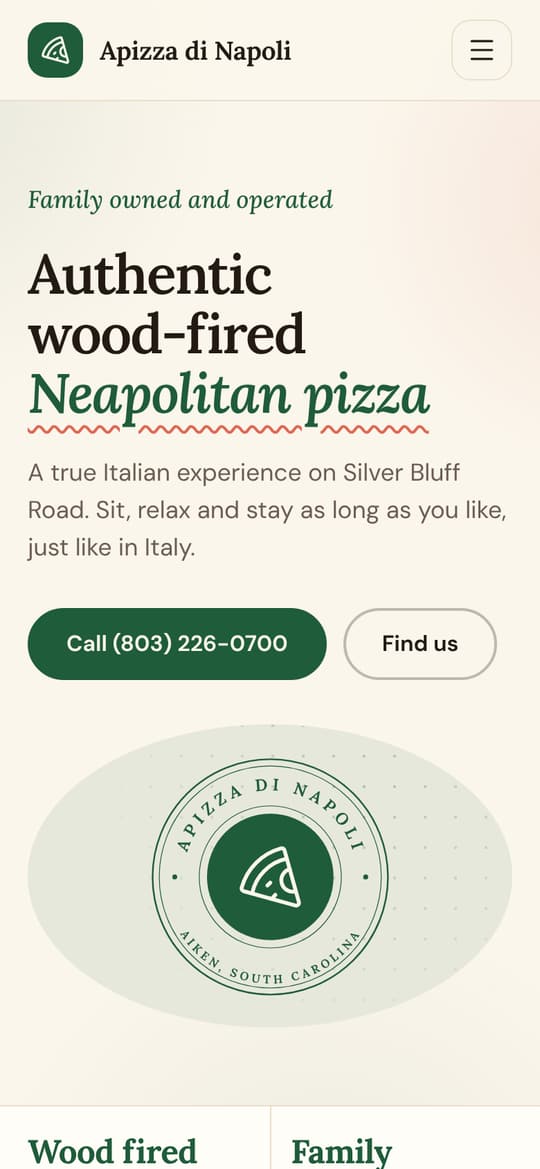 Apizza di Napoli
Family owned and operated
Authentic
wood-fired
Neapolitan pizza
A true Italian experience on Silver Bluff
Road. Sit, relax and stay as long as you like,
just like in Italy.
Call (803) 226-0700
Find us
APIZZA DI NAPOLI
AIKEN, SOUTH CAROLINA
Wood fired
Family